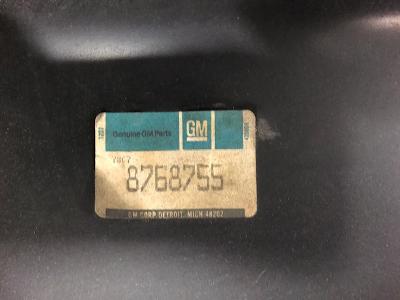 Genuine GM Parts
GM
8768755
GM CORP DETROIT, MICH 48202